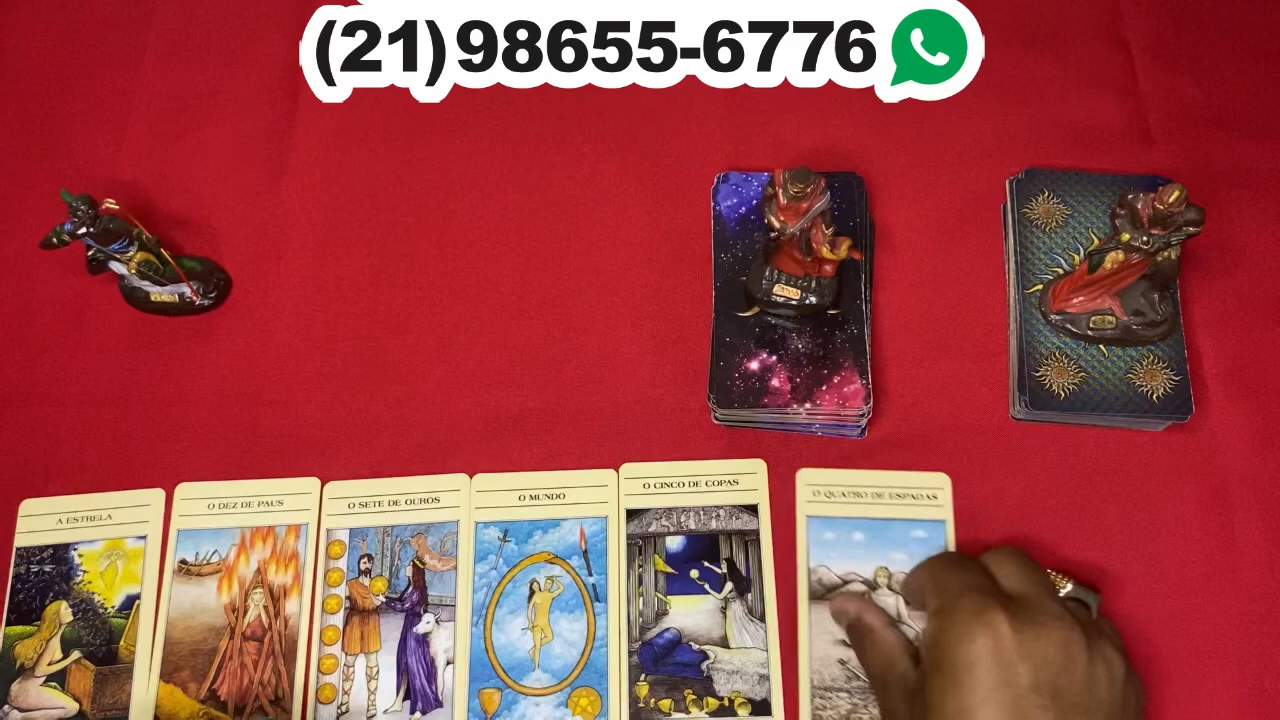 (21)98655-6776
A ESTRELA
O DEZ DE PAUS
O SETE DE OUROS
O MUNDO
O CINCO DE COPAS
O QUATRO DE ESPADAS